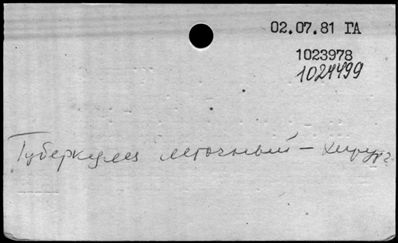 02.07.81 ГА
1023978
1024499
Туберкулез легочный - хирург